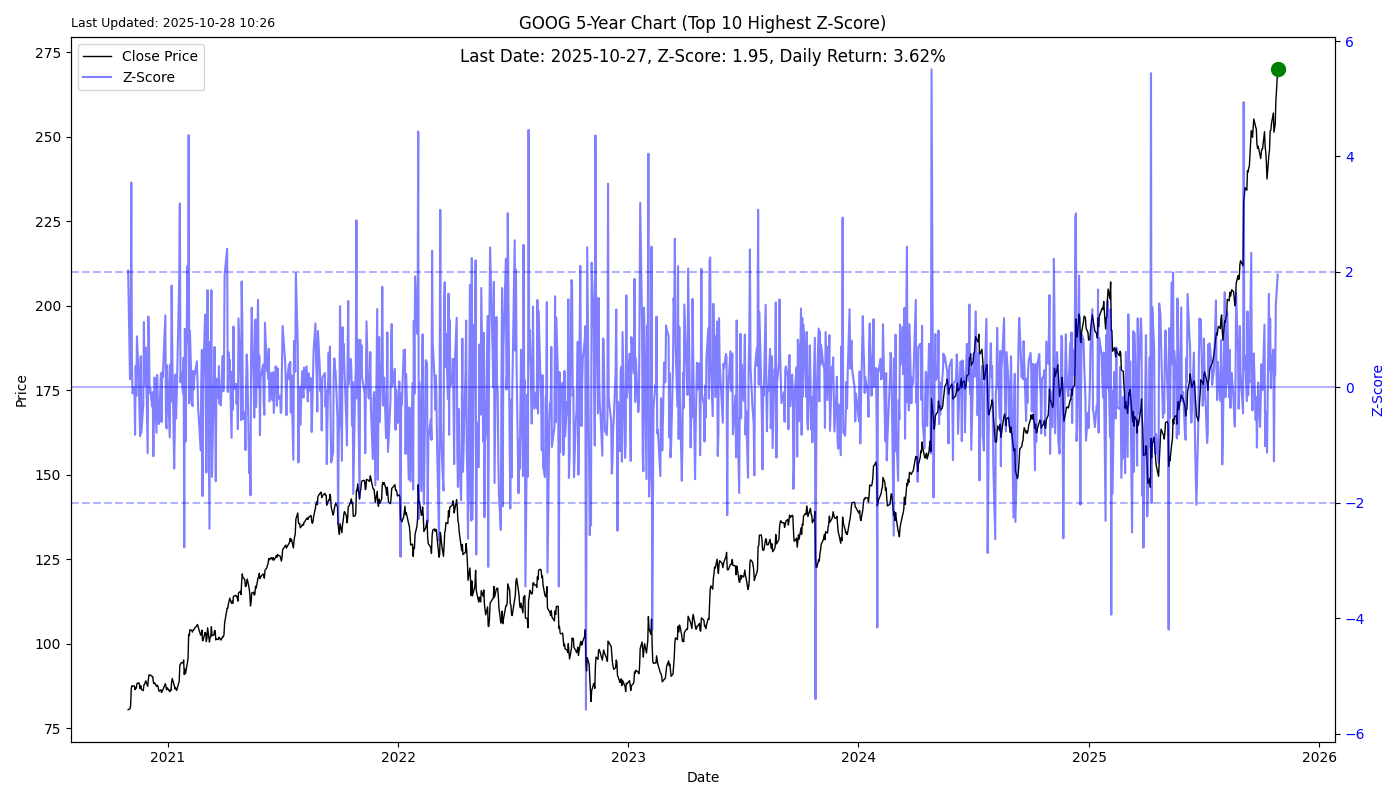 Last Updated: 2025-10-28 10:26
GOOG 5-Year Chart (Top 10 Highest Z-Score)
Last Date: 2025-10-27, Z-Score: 1.95, Daily Return: 3.62%
Close Price
Z-Score
275
250
225
200
175
150
125
100
75
Price
6
4
2
0
−2
−4
−6
Z-Score
2021
2022
2023
2024
2025
2026
Date